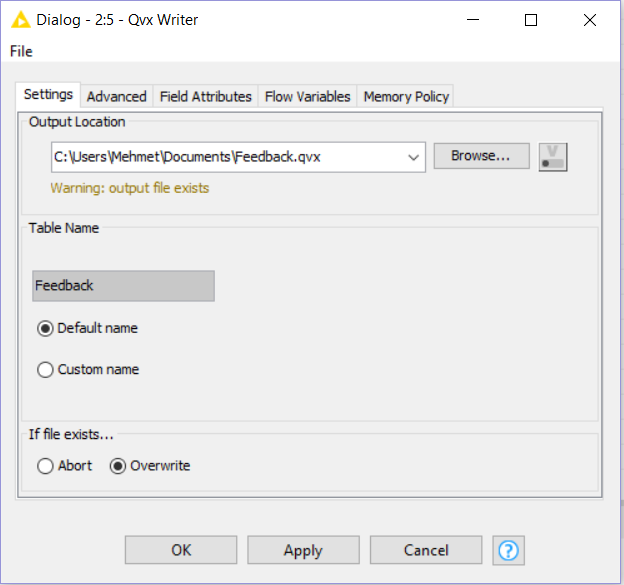 Dialog - 2:5 - Qvx Writer
File
Settings Advanced Field Attributes Flow Variables Memory Policy
Output Location
C:\Users\Mehmet\Documents\Feedback.qvx Browse... V
Warning: output file exists
Table Name
Feedback
Default name
Custom name
If file exists...
Abort Overwrite
OK Apply Cancel ?